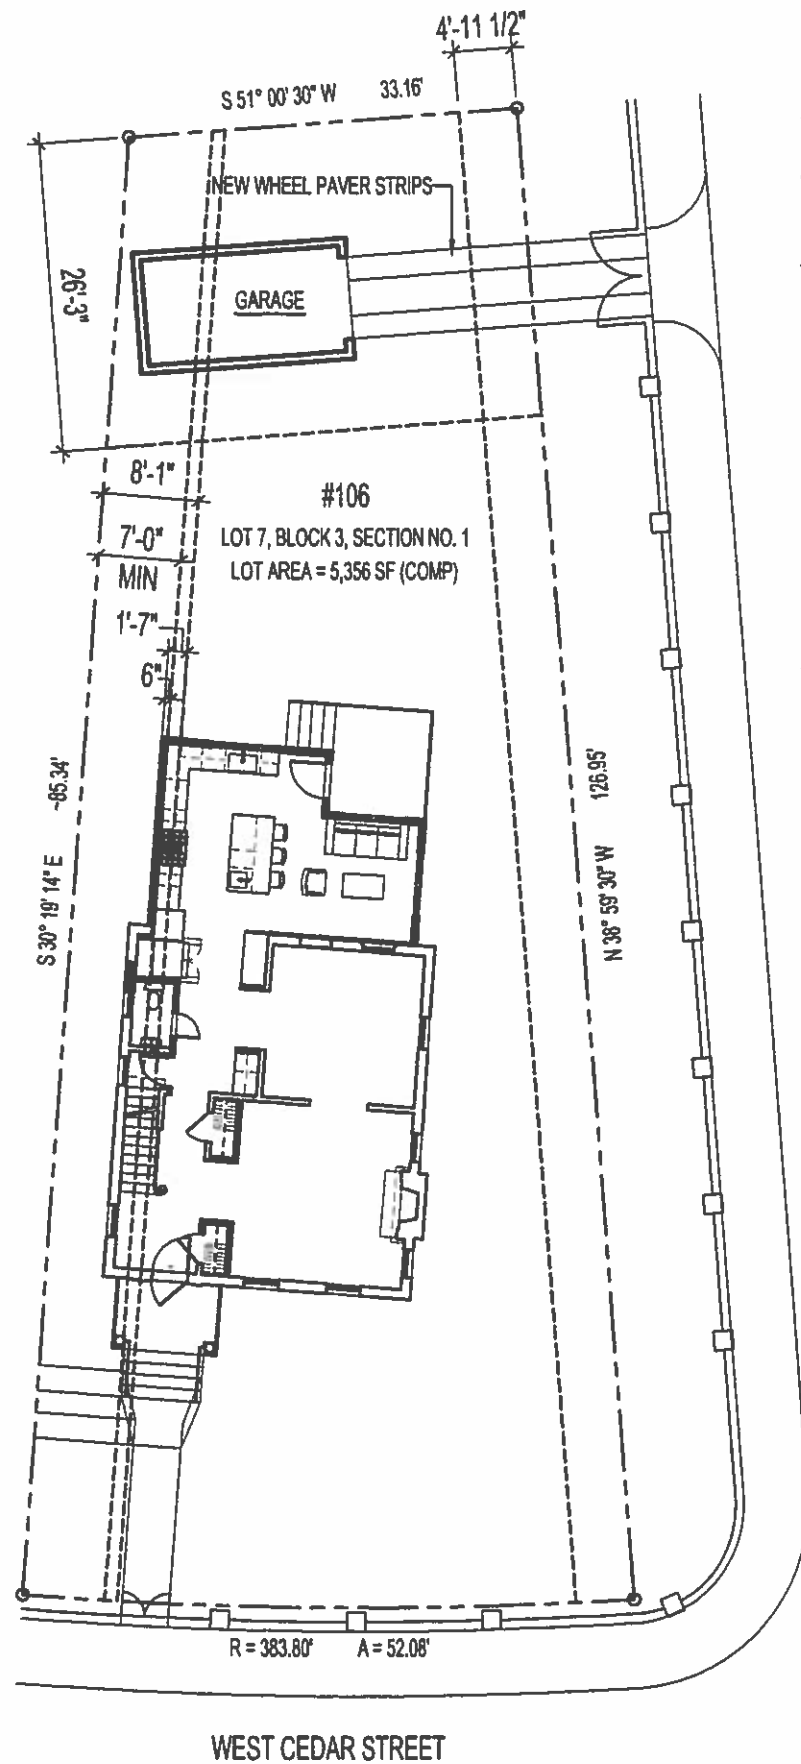 4'-11 1/2"
S 51° 00' 30" W 33.16'
NEW WHEEL PAVER STRIPS
26'-3"
GARAGE
8'-1"
#106
LOT 7, BLOCK 3, SECTION NO. 1
LOT AREA = 5,356 SF (COMP)
7'-0"
MIN
1'-7"
6"
S 30° 19' 14" E ~85.34'
N 38° 59' 30" W 126.95'
R = 383.80' A = 52.08'
WEST CEDAR STREET